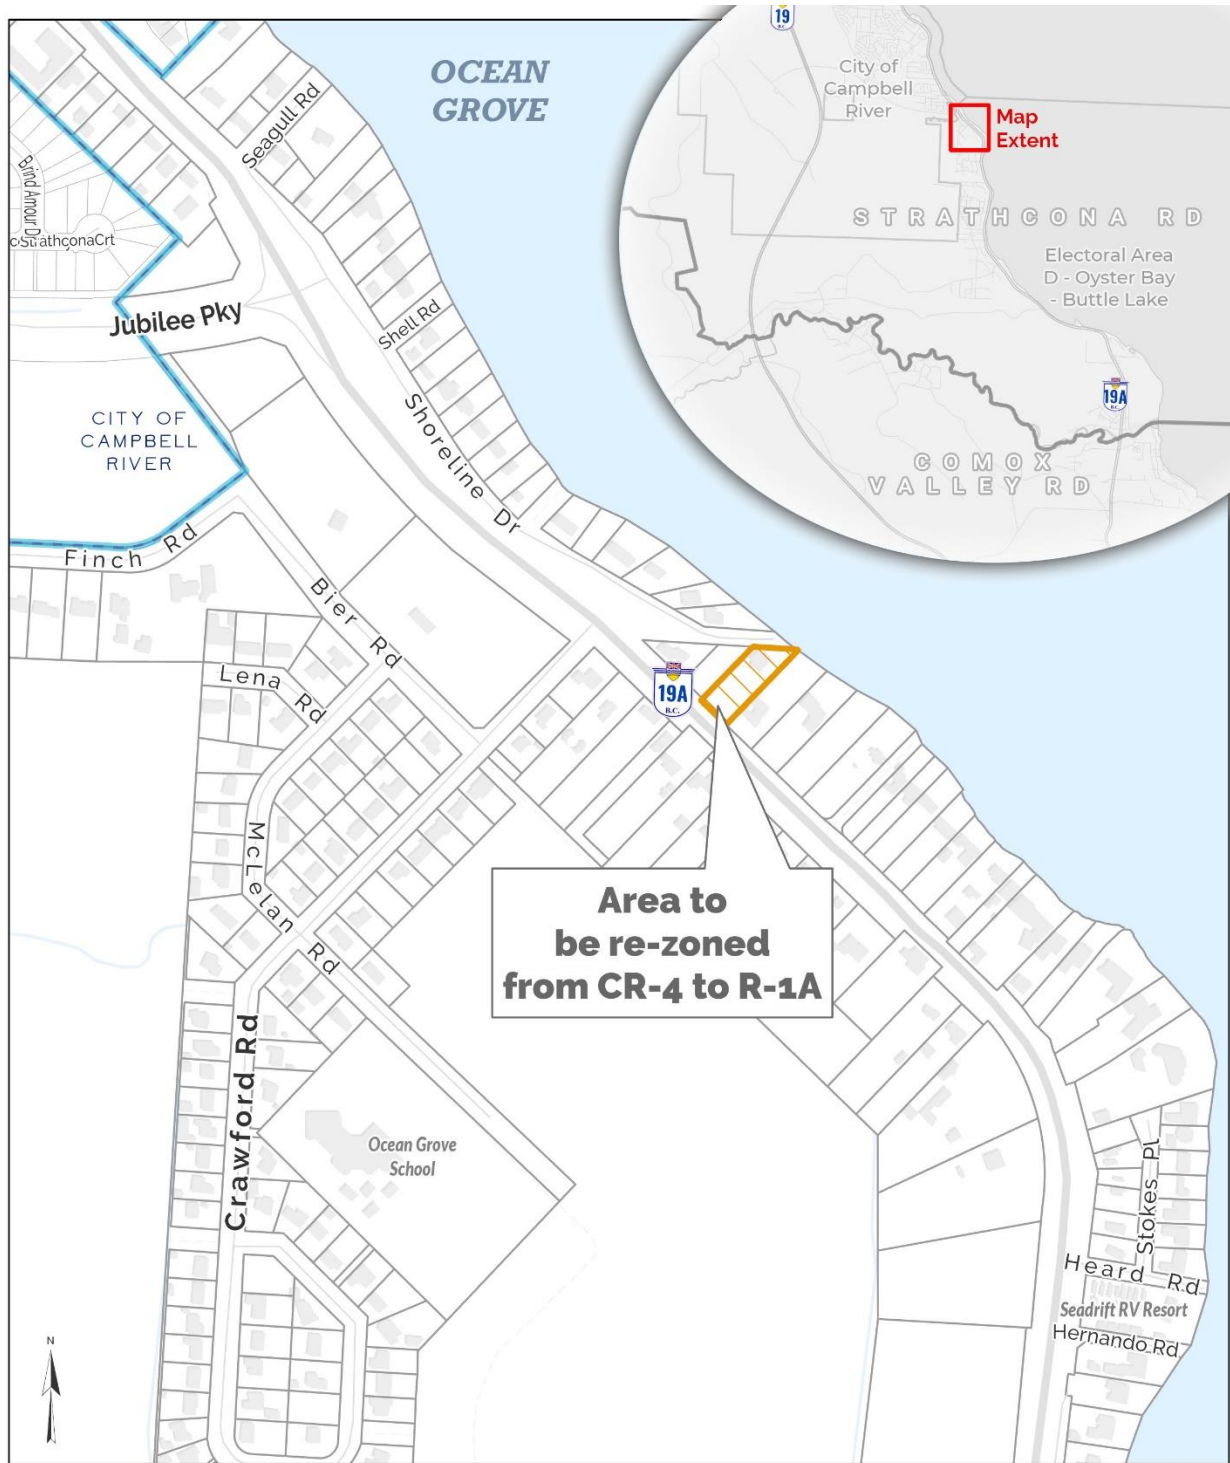 OCEAN
GROVE
19
B.C.
City of
Campbell
River
Map
Extent
STRATHCONA RD
Electoral Area
D - Oyster Bay
- Buttle Lake
19A
B.C.
COMOX
VALLEY RD
Seagull Rd
Brind Amour Dr
StrathconaCrt
Jubilee Pky
Shell Rd
Shoreline Dr
CITY OF
CAMPBELL
RIVER
Finch Rd
Bier Rd
Lena Rd
19A
B.C.
McLelan Rd
Area to
be re-zoned
from CR-4 to R-1A
Crawford Rd
Ocean Grove
School
Stokes Pl
Heard Rd
Seadrift RV Resort
Hernando Rd
N